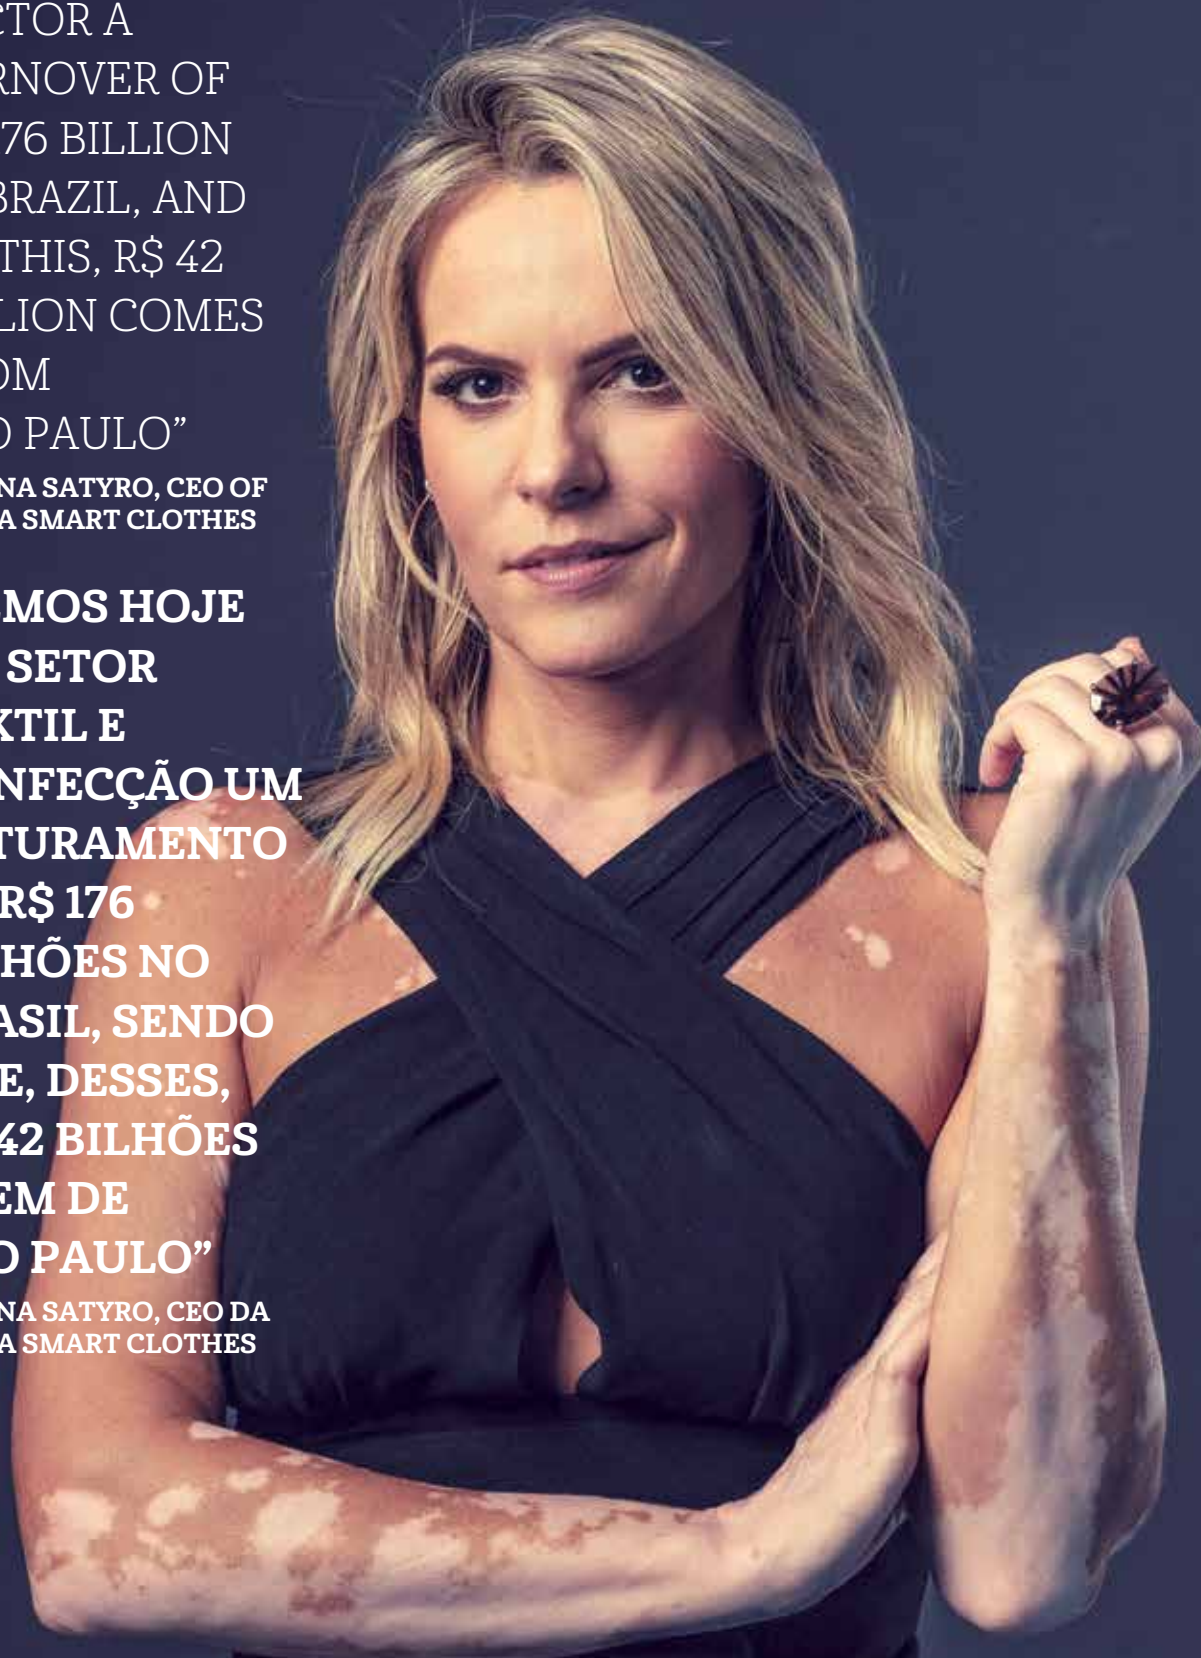 CTOR A
RNOVER OF
76 BILLION
BRAZIL, AND
THIS, R$ 42
LION COMES
OM
O PAULO”
NA SATYRO, CEO OF
A SMART CLOTHES
EMOS HOJE
SETOR
XTIL E
NFECÇÃO UM
TURAMENTO
R$ 176
HÕES NO
ASIL, SENDO
E, DESSES,
42 BILHÕES
EM DE
O PAULO”
NA SATYRO, CEO DA
A SMART CLOTHES